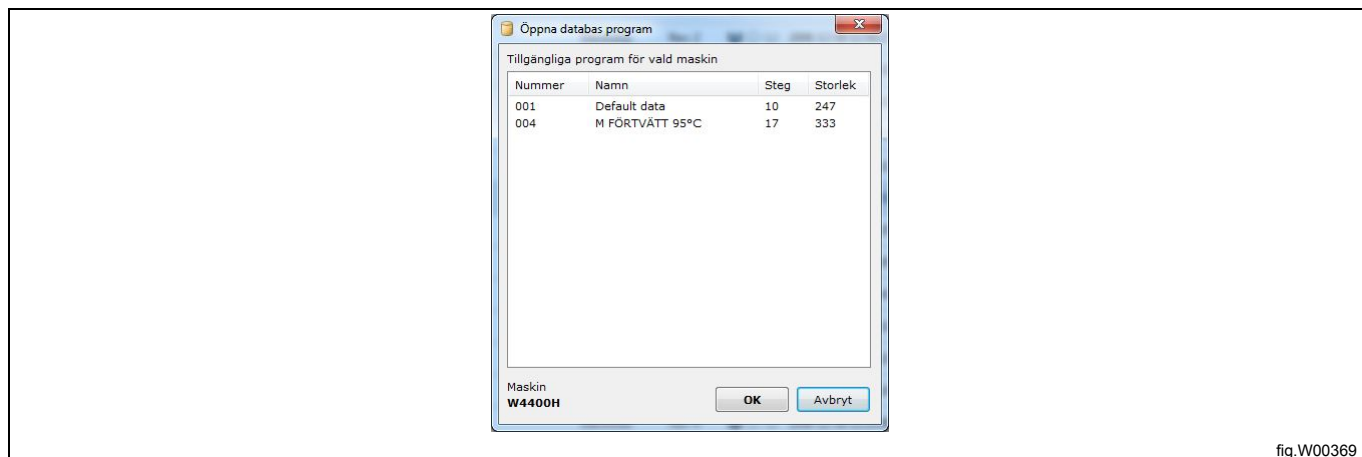 Öppna databas program
Tillgängliga program för vald maskin
Nummer Namn Steg Storlek
001 Default data 10 247
004 M FÖRTVÄTT 95°C 17 333
Maskin
W4400H
OK Avbryt
fig.W00369